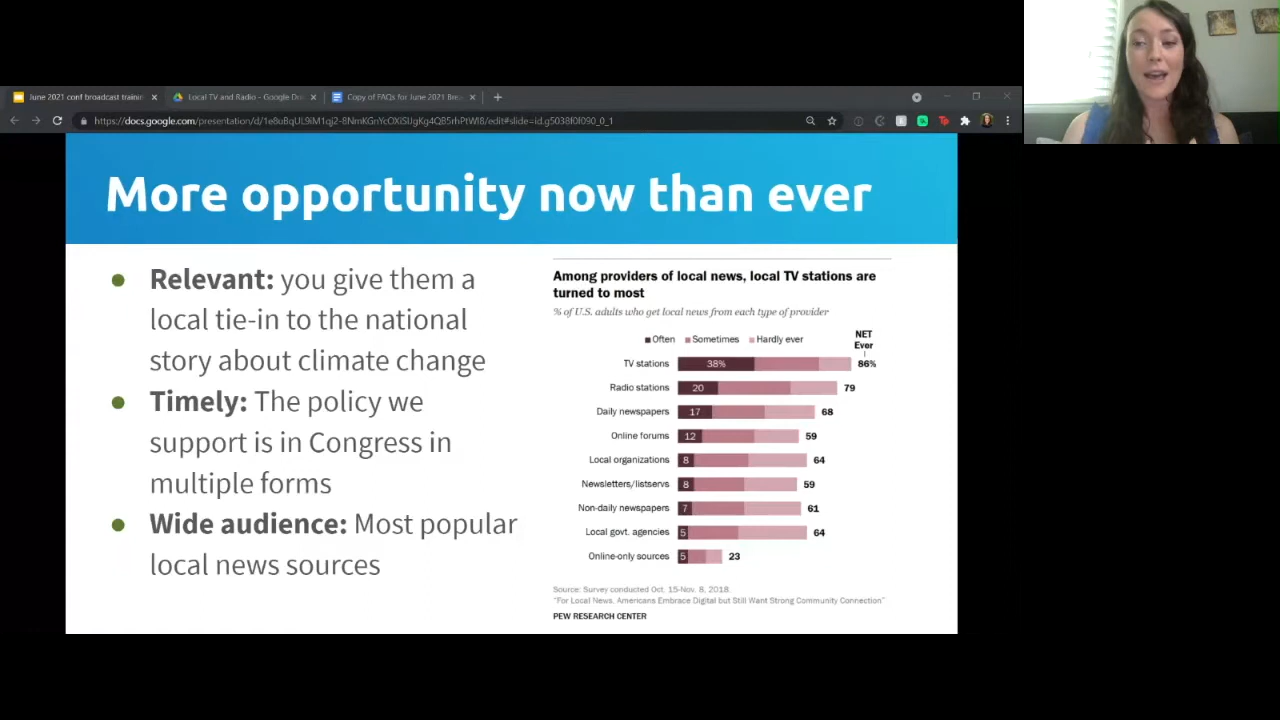 June 2021 conf broadcast trainin
Local TV and Radio - Google Dri
Copy of FAQs for June 2021 Bro
More opportunity now than ever
● Relevant: you give them a
local tie-in to the national
story about climate change
● Timely: The policy we
support is in Congress in
multiple forms
● Wide audience: Most popular
local news sources
Among providers of local news, local TV stations are
turned to most
% of U.S. adults who get local news from each type of provider
Often Sometimes Hardly ever
NET
Ever
TV stations 38% 86%
Radio stations 20 79
Daily newspapers 17 68
Online forums 12 59
Local organizations 8 64
Newsletters/listservs 8 59
Non-daily newspapers 7 61
Local govt. agencies 5 64
Online-only sources 5 23
Source: Survey conducted Oct. 15-Nov. 8, 2018.
"For Local News, Americans Embrace Digital but Still Want Strong Community Connection"
PEW RESEARCH CENTER